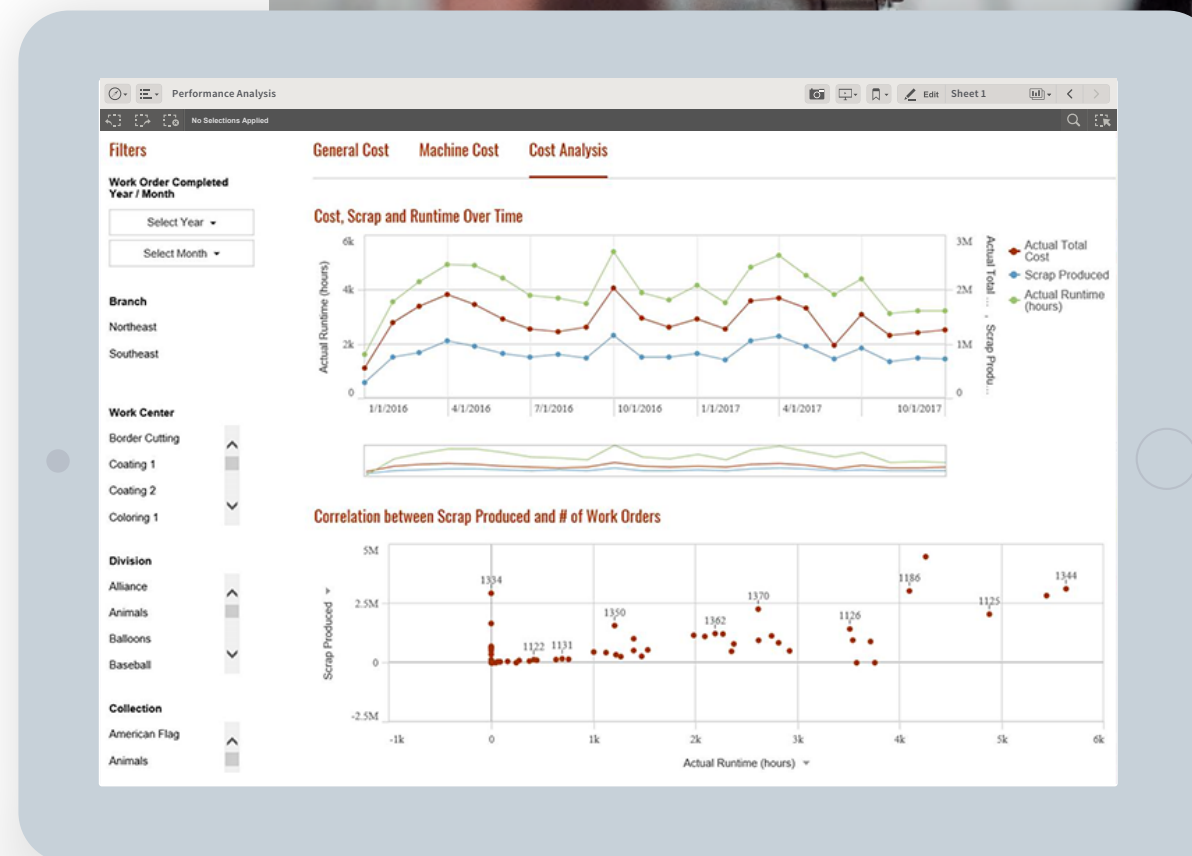 Performance Analysis
Edit
Sheet 1
No Selections Applied
Filters
General Cost
Machine Cost
Cost Analysis
Work Order Completed
Year / Month
Select Year
Select Month
Branch
Northeast
Southeast
Work Center
Border Cutting
Coating 1
Coating 2
Coloring 1
Division
Alliance
Animals
Balloons
Baseball
Collection
American Flag
Animals
Cost, Scrap and Runtime Over Time
Actual Runtime (hours)
6k
4k
2k
0
3M
2M
1M
0
Actual Total ... , Scrap Produ...
Actual Total
Cost
Scrap Produced
Actual Runtime
(hours)
1/1/2016
4/1/2016
7/1/2016
10/1/2016
1/1/2017
4/1/2017
10/1/2017
Correlation between Scrap Produced and # of Work Orders
Scrap Produced
5M
2.5M
0
-2.5M
1334
1350
1122
1131
1362
1370
1126
1186
1125
1344
-1k
0
1k
2k
3k
4k
5k
6k
Actual Runtime (hours)